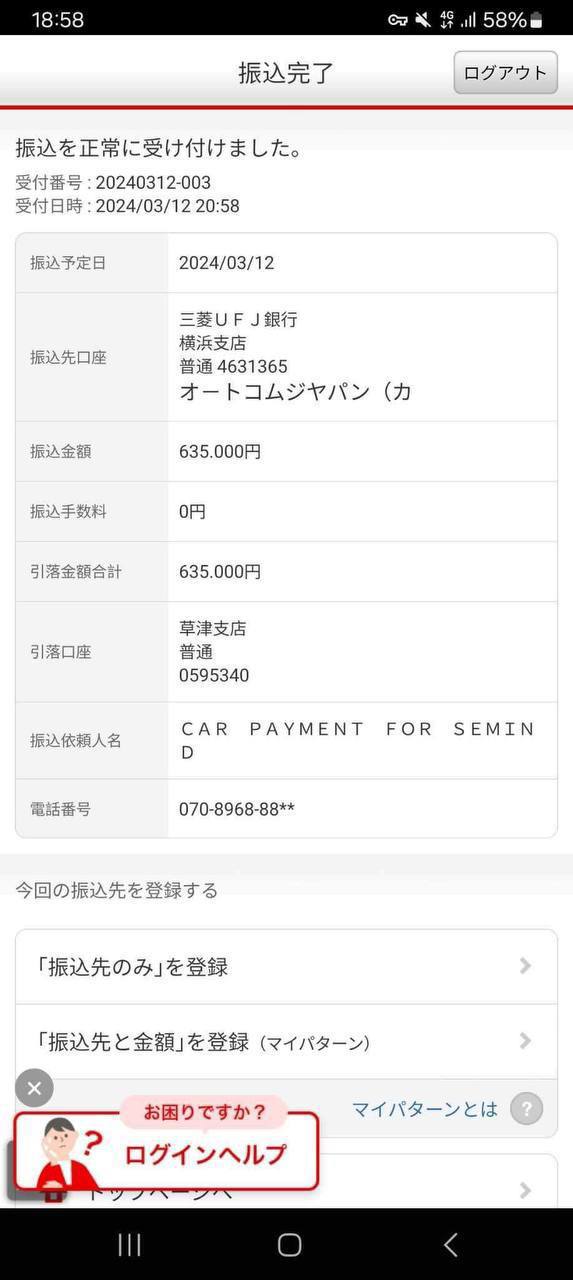 18:58
4G
58%
振込完了
ログアウト
振込を正常に受け付けました。
受付番号 : 20240312-003
受付日時 : 2024/03/12 20:58
振込予定日
2024/03/12
振込先口座
三菱ＵＦＪ銀行
横浜支店
普通 4631365
オートコムジヤパン（カ
振込金額
635.000円
振込手数料
0円
引落金額合計
635.000円
引落口座
草津支店
普通
0595340
振込依頼人名
ＣＡＲ　ＰＡＹＭＥＮＴ　ＦＯＲ　ＳＥＭＩＮ
Ｄ
電話番号
070-8968-88**
今回の振込先を登録する
「振込先のみ」を登録
「振込先と金額」を登録（マイパターン）
マイパターンとは
?
お困りですか？
ログインヘルプ
トップページへ